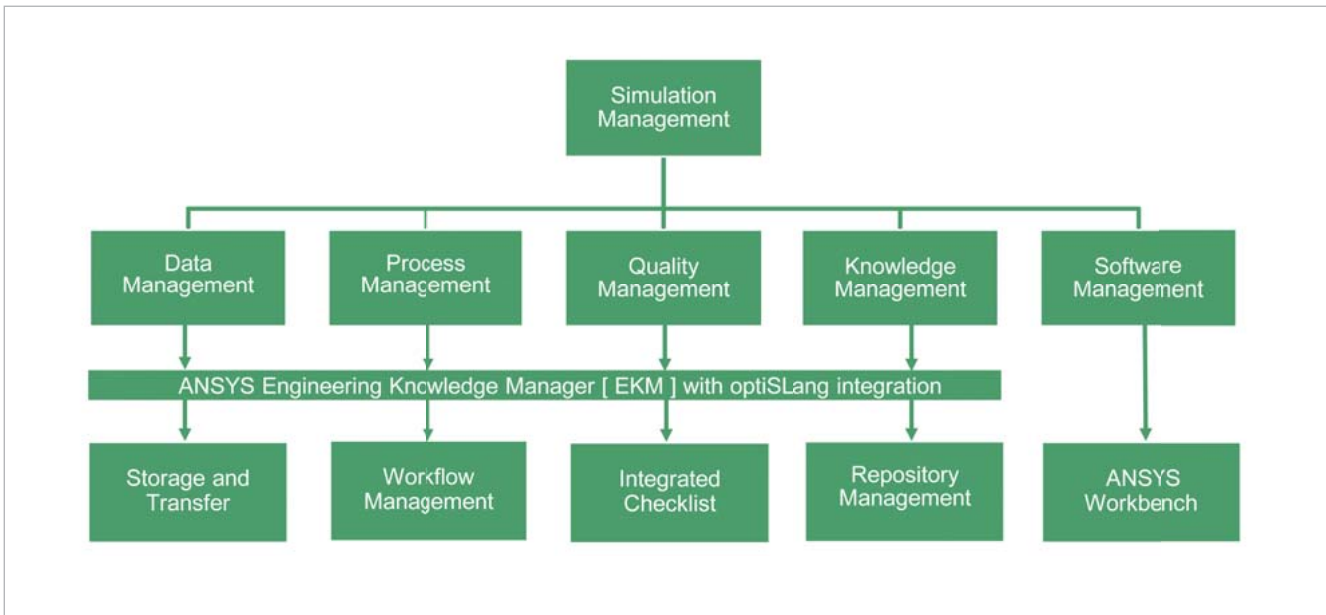 Simulation
Management
Data
Management
Process
Management
Quality
Management
Knowledge
Management
Software
Management
ANSYS Engineering Knowledge Manager [ EKM ] with optiSLang integration
Storage and
Transfer
Workflow
Management
Integrated
Checklist
Repository
Management
ANSYS
Workbench